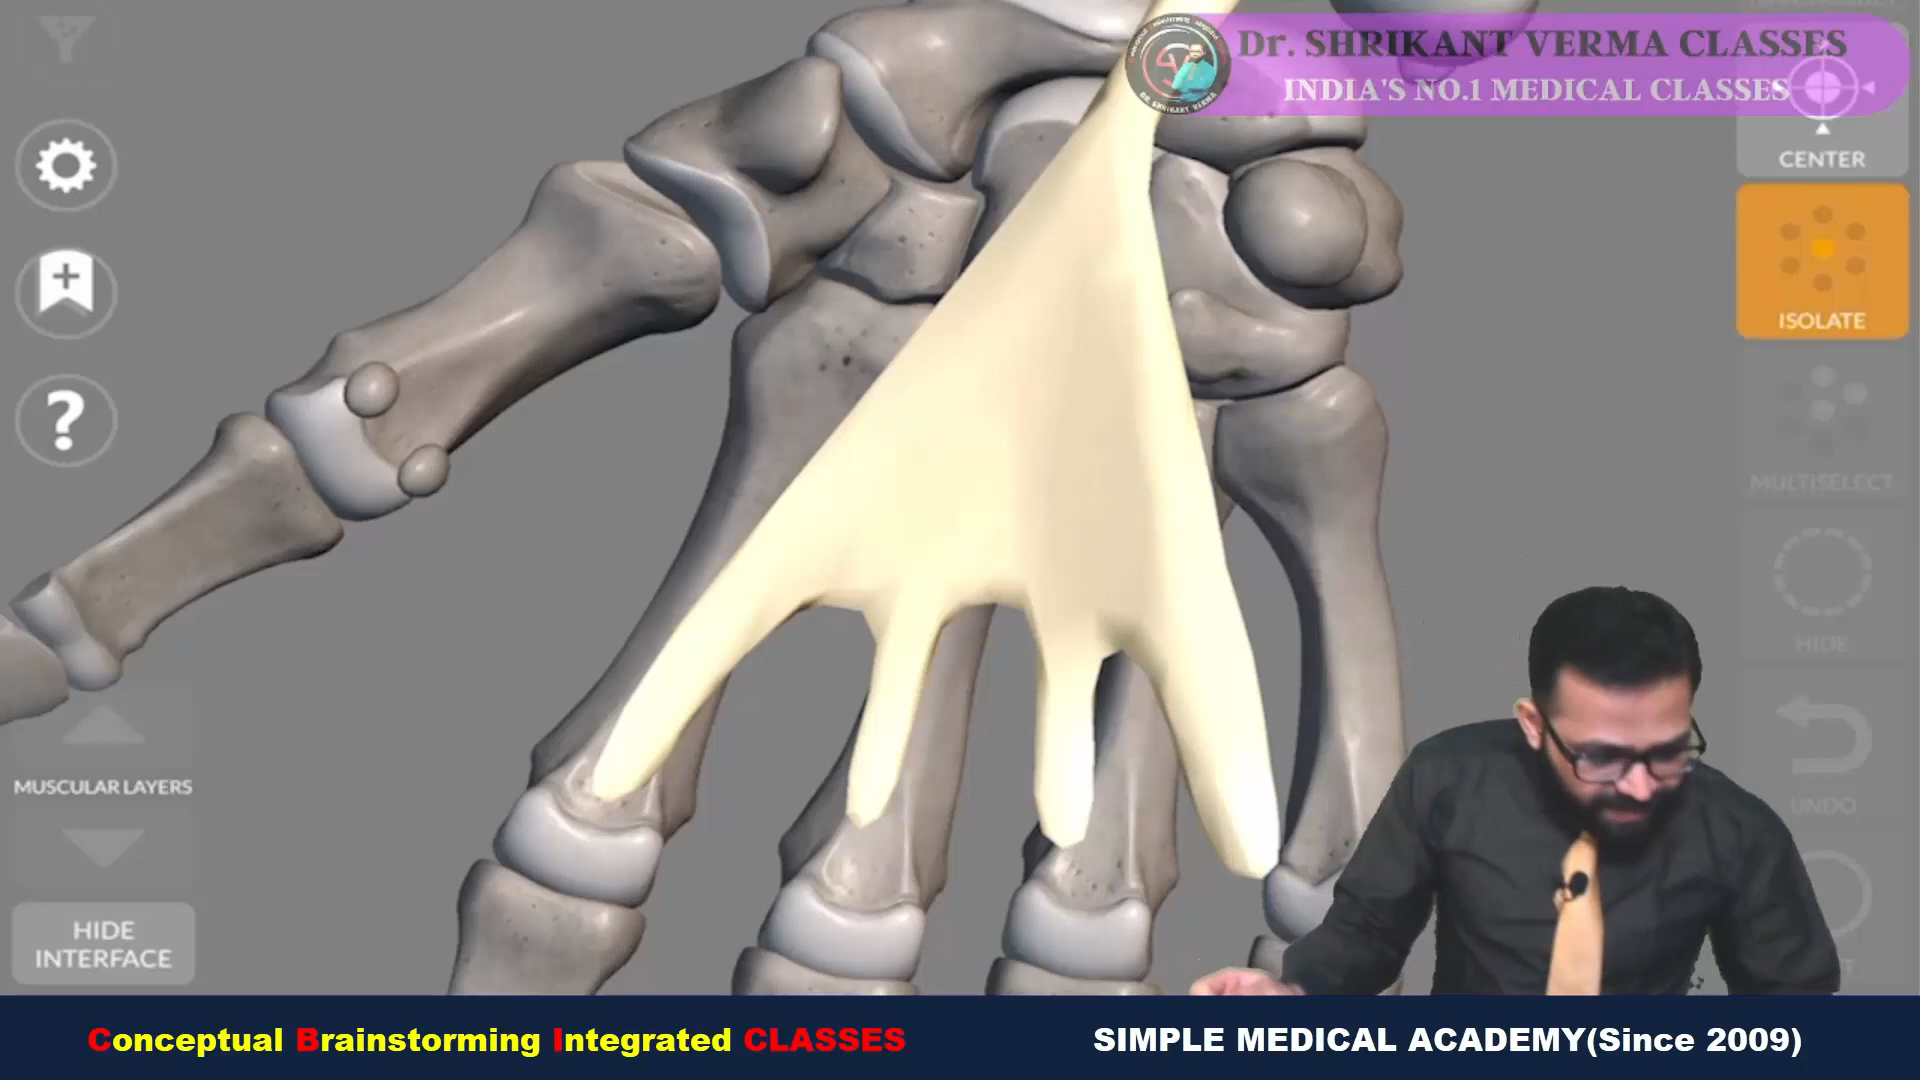 Dr. SHRIKANT VERMA CLASSES
INDIA'S NO.1 MEDICAL CLASSES
CENTER
ISOLATE
MULTISELECT
HIDE
UNDO
MUSCULAR LAYERS
HIDE
INTERFACE
Conceptual Brainstorming Integrated CLASSES
SIMPLE MEDICAL ACADEMY(Since 2009)